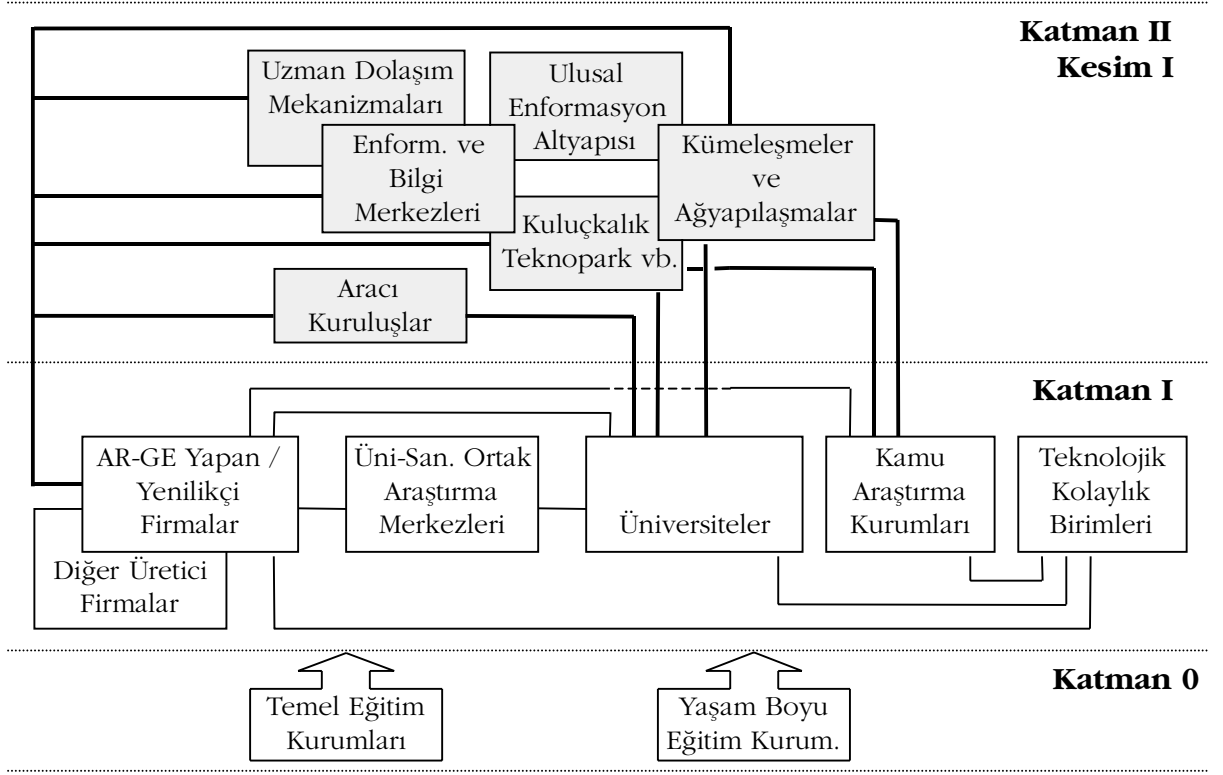 Katman II
Kesim I
Uzman Dolaşım
Mekanizmaları
Ulusal
Enformasyon
Altyapısı
Enform. ve
Bilgi
Merkezleri
Kümeleşmeler
ve
Ağyapılaşmalar
Kuluçkalık
Teknopark vb.
Aracı
Kuruluşlar
Katman I
AR-GE Yapan /
Yenilikçi
Firmalar
Üni-San. Ortak
Araştırma
Merkezleri
Üniversiteler
Kamu
Araştırma
Kurumları
Teknolojik
Kolaylık
Birimleri
Diğer Üretici
Firmalar
Katman 0
Temel Eğitim
Kurumları
Yaşam Boyu
Eğitim Kurum.